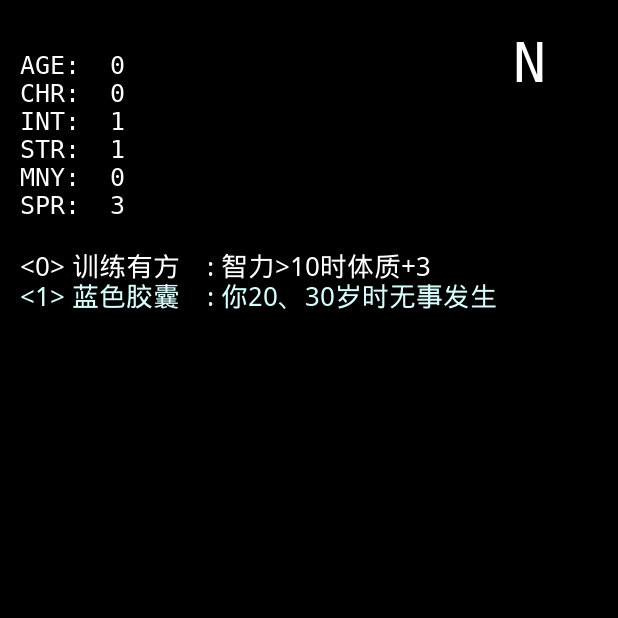 N
AGE: 0
CHR: 0
INT: 1
STR: 1
MNY: 0
SPR: 3
<0> 训练有方 : 智力>10时体质+3
<1> 蓝色胶囊 : 你20、30岁时无事发生